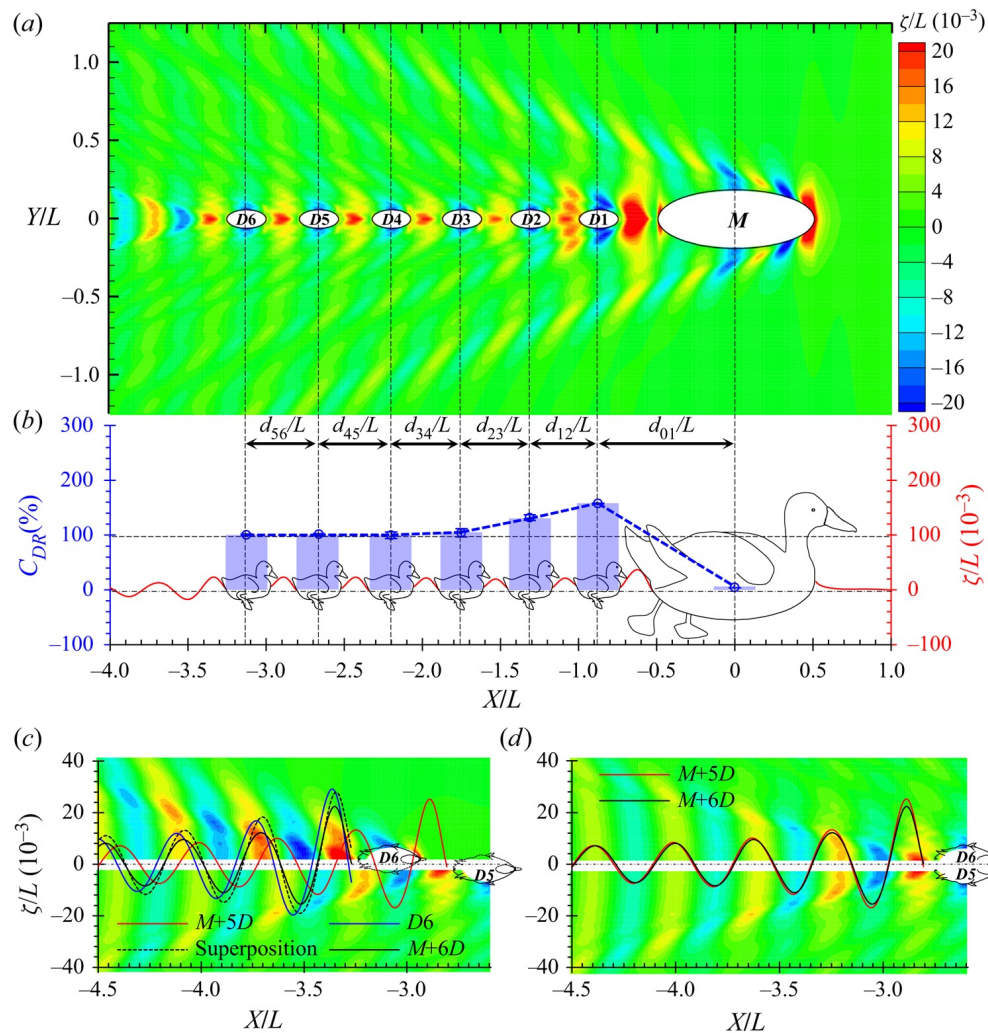 (a)
ζ/L (10⁻³)
1.0
0.5
Y/L 0
–0.5
–1.0
D6 D5 D4 D3 D2 D1 M
20
16
12
8
4
0
–4
–8
–12
–16
–20
(b)
d₅₆/L d₄₅/L d₃₄/L d₂₃/L d₁₂/L d₀₁/L
300
200
100
0
–100
C_DR (%)
300
200
100
0
–100
ζ/L (10⁻³)
–4.0 –3.5 –3.0 –2.5 –2.0 –1.5 –1.0 –0.5 0 0.5 1.0
X/L
(c)
40
20
0
–20
–40
ζ/L (10⁻³)
D6
D5
M+5D D6
Superposition M+6D
–4.5 –4.0 –3.5 –3.0
X/L
(d)
40
20
0
–20
–40
M+5D
M+6D
D6
D5
–4.5 –4.0 –3.5 –3.0
X/L